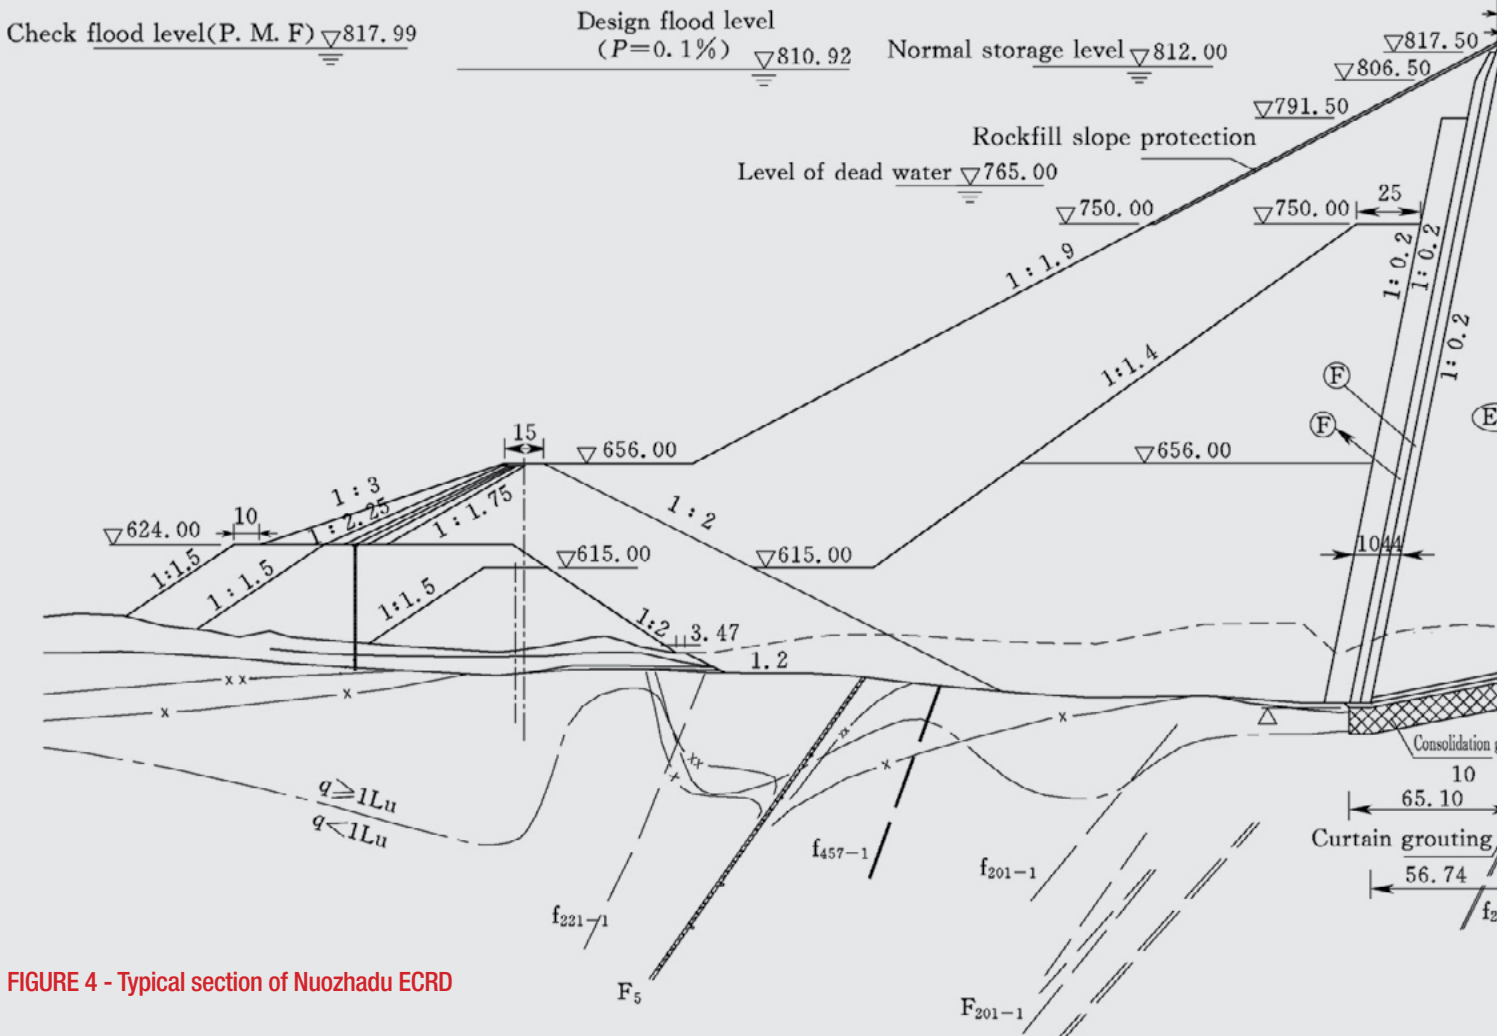 Check flood level(P. M. F) ▽817.99
Design flood level
(P=0.1%) ▽810.92
Normal storage level ▽812.00
▽817.50
▽806.50
▽791.50
Rockfill slope protection
Level of dead water ▽765.00
▽750.00
▽750.00
25
1:1.9
1:0.2
1:0.2
1:0.2
1:1.4
F
F
E
15
▽656.00
▽656.00
1:3
1:2.25
1:1.75
1:2
10
▽624.00
▽615.00
▽615.00
1044
1:1.5
1:1.5
1:1.5
1:2
3.47
1.2
x x
x
x
x
xx
x
xx
x
Consolidation g
10
65.10
q≥1Lu
q<1Lu
Curtain grouting
56.74
f457-1
f201-1
f221-1
f2
F5
F201-1
FIGURE 4 - Typical section of Nuozhadu ECRD